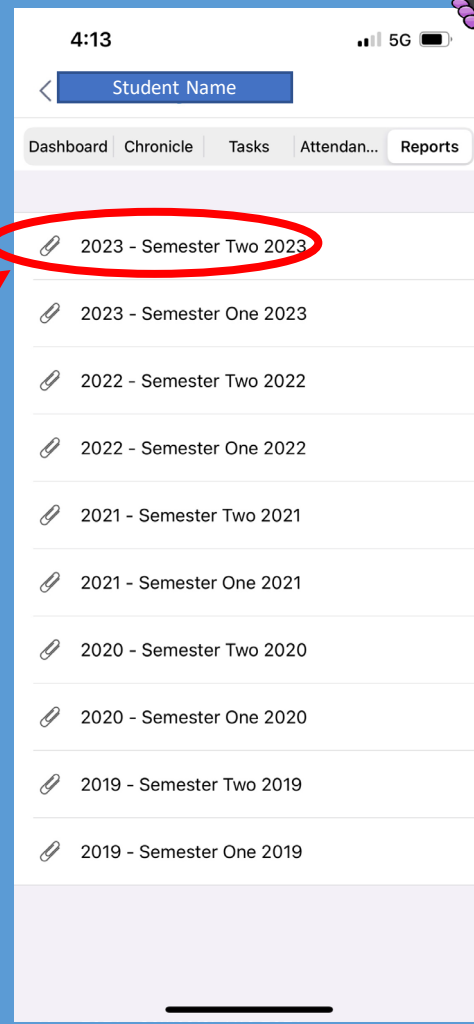 4:13 5G
Student Name
Dashboard Chronicle Tasks Attendan... Reports
2023 - Semester Two 2023
2023 - Semester One 2023
2022 - Semester Two 2022
2022 - Semester One 2022
2021 - Semester Two 2021
2021 - Semester One 2021
2020 - Semester Two 2020
2020 - Semester One 2020
2019 - Semester Two 2019
2019 - Semester One 2019